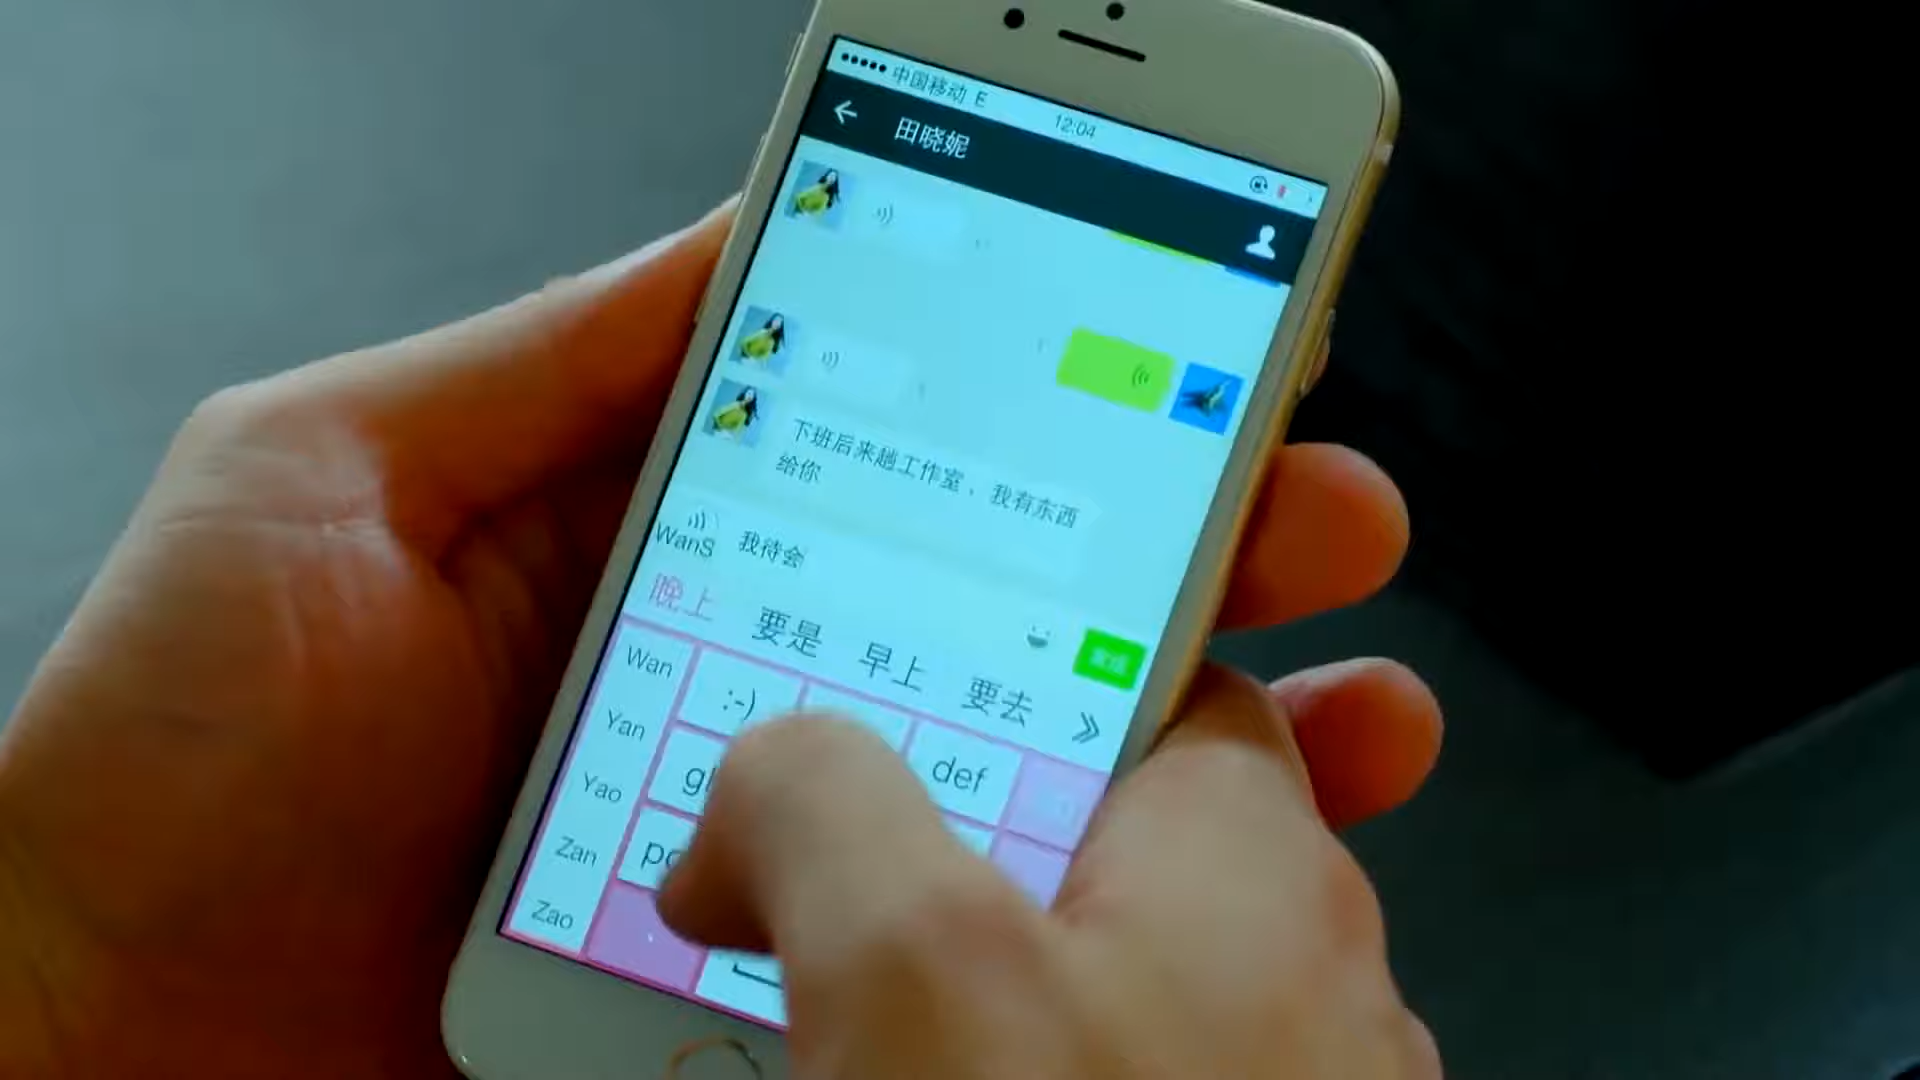 中国移动 E
12:04
田晓妮
下班后来趟工作室，我有东西
给你
WanS
我待会
晚上 要是 早上 要去
发送
Wan
Yan
Yao
Zan
Zao
:-)
def